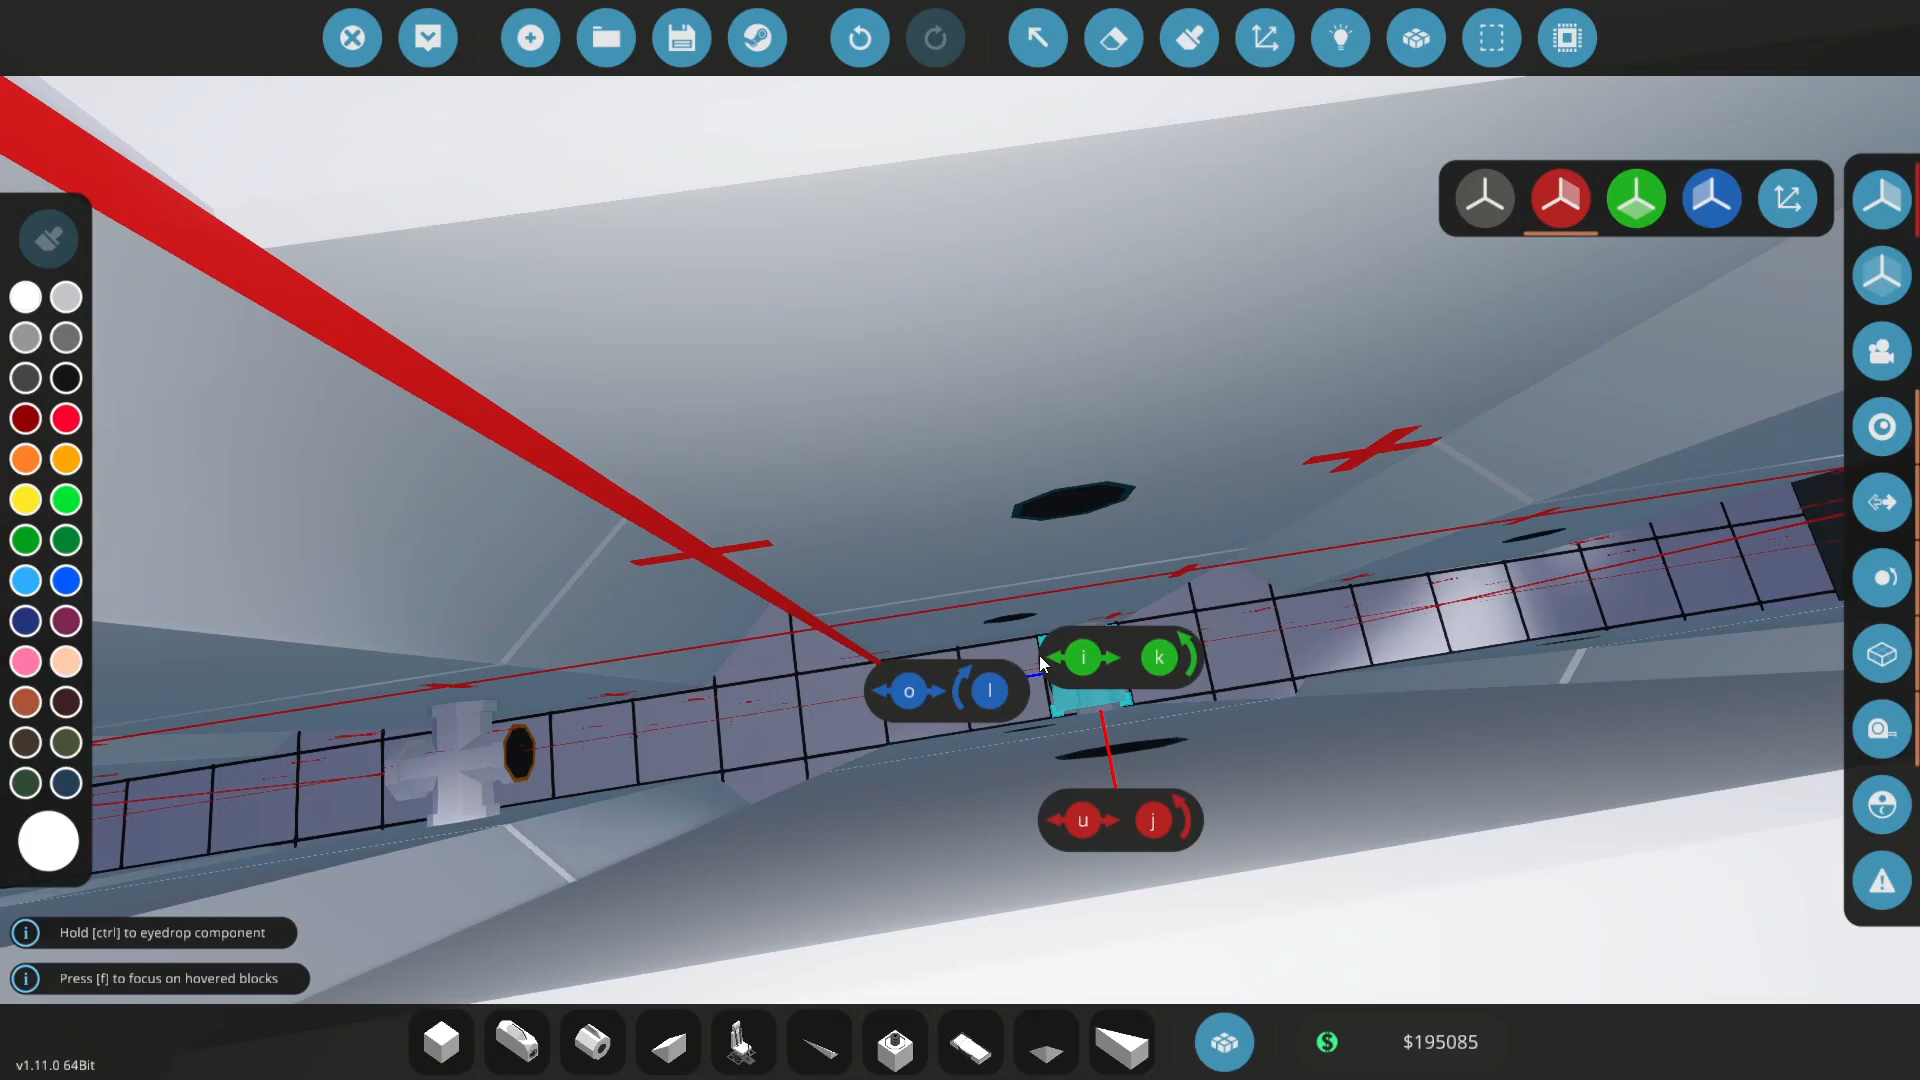 i
k
o
l
u
j
Hold [ctrl] to eyedrop component
Press [f] to focus on hovered blocks
v1.11.0 64Bit
$195085